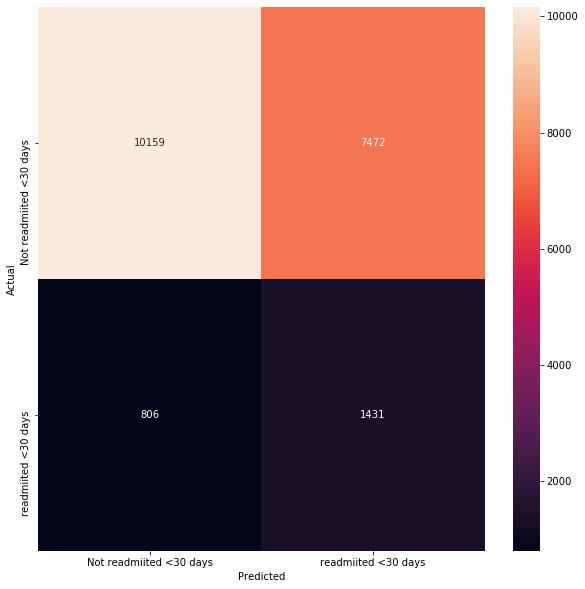 10000
8000
6000
4000
2000
Actual
Not readmiited <30 days
readmiited <30 days
10159
7472
806
1431
Not readmiited <30 days
readmiited <30 days
Predicted